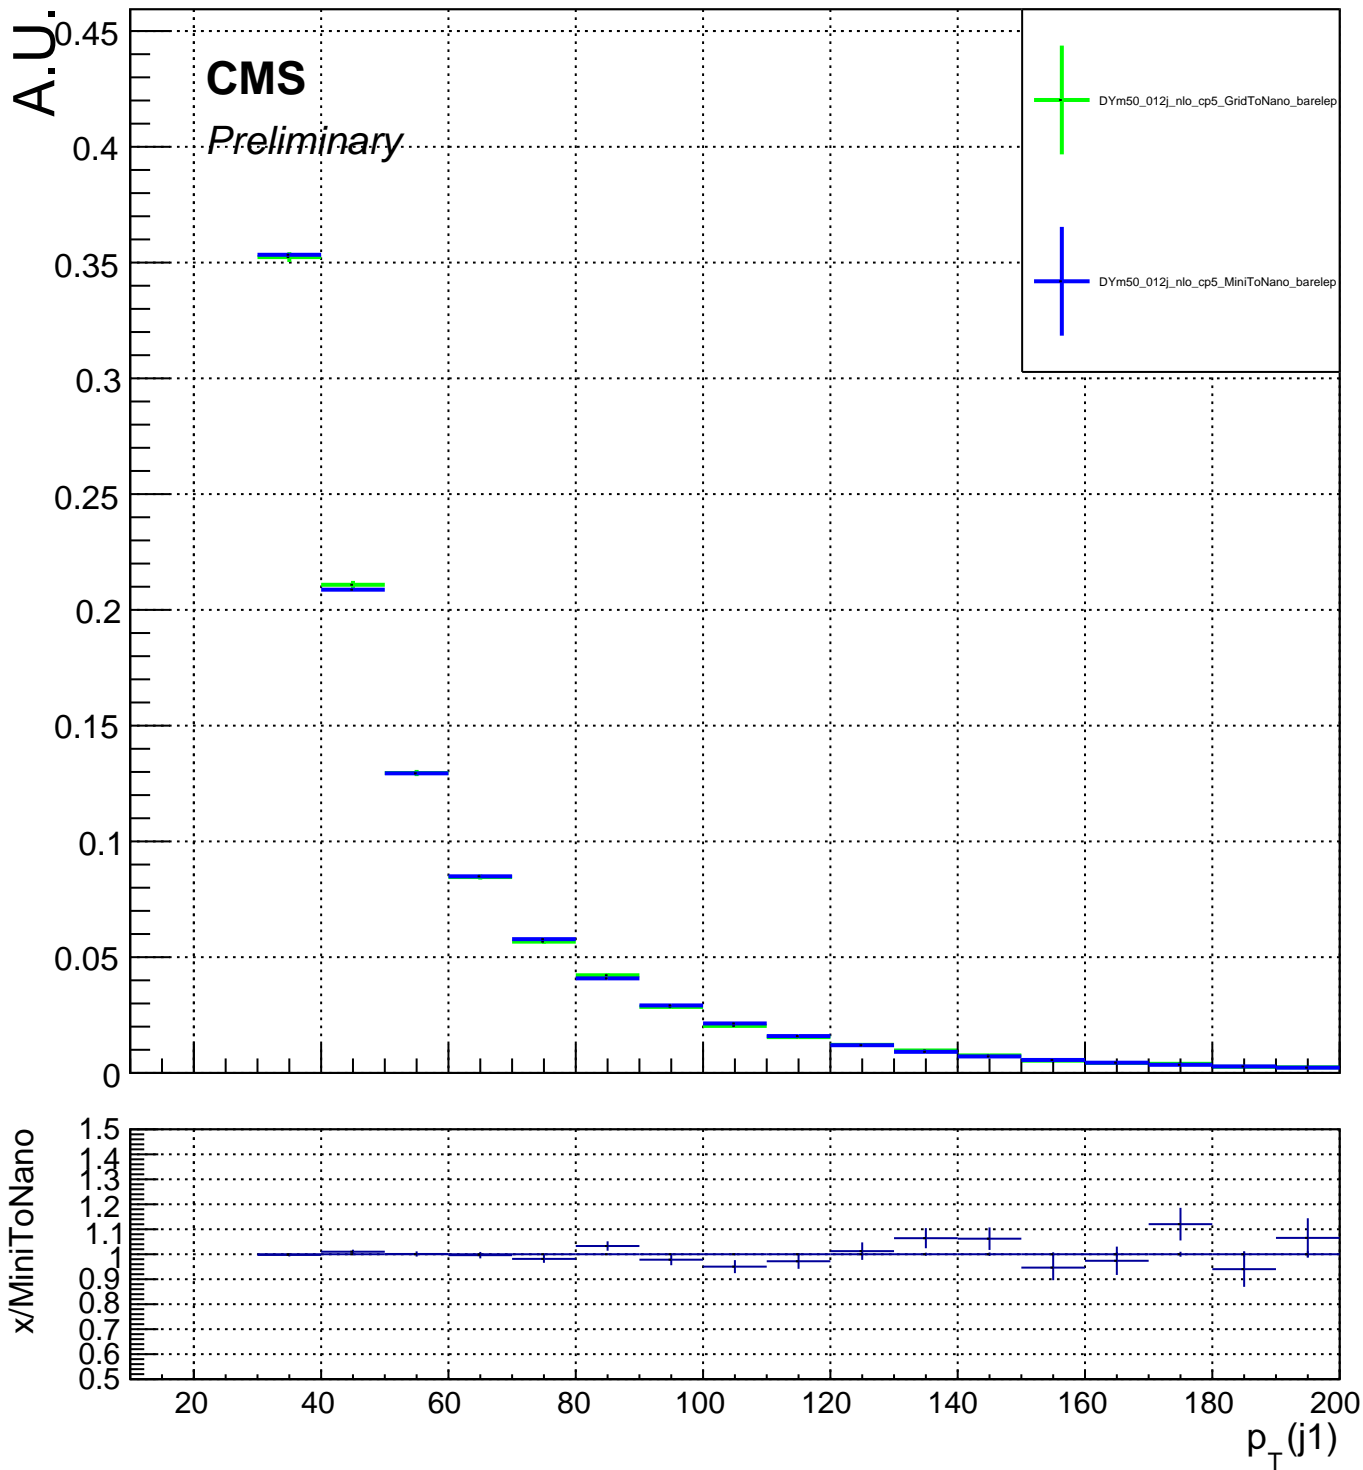 A.U.
CMS
Preliminary
DYm50_012j_nlo_cp5_GridToNano_barelep
DYm50_012j_nlo_cp5_MiniToNano_barelep
0.45
0.4
0.35
0.3
0.25
0.2
0.15
0.1
0.05
0
x/MiniToNano
1.5
1.4
1.3
1.2
1.1
1
0.9
0.8
0.7
0.6
0.5
20 40 60 80 100 120 140 160 180 200
p_T(j1)